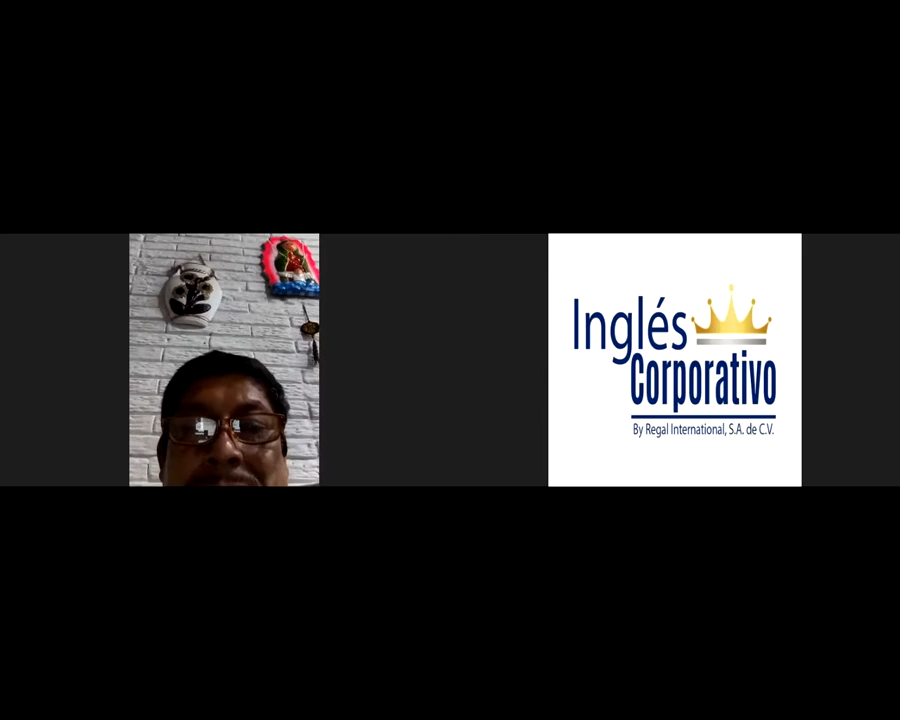 Inglés
Corporativo
By Regal International, S.A. de C.V.